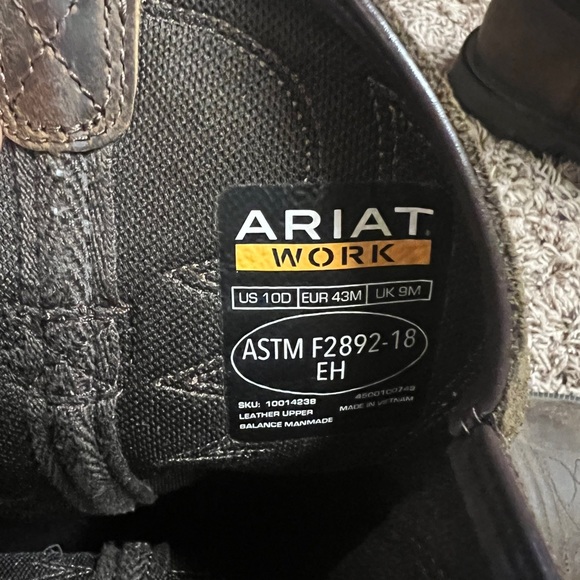 ARIAT
WORK
US 10D EUR 43M UK 9M
ASTM F2892-18
EH
SKU: 10014238 4500100749
LEATHER UPPER MADE IN VIETNAM
BALANCE MANMADE